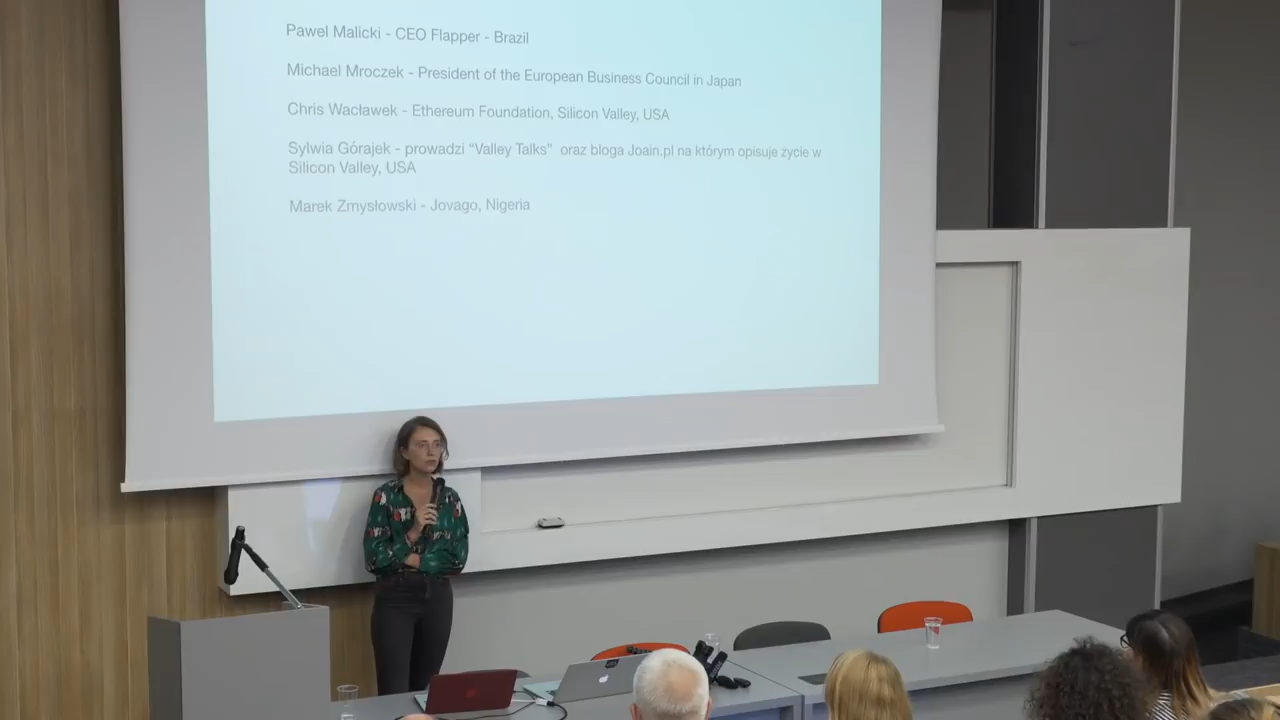 Pawel Malicki - CEO Flapper - Brazil
Michael Mroczek - President of the European Business Council in Japan
Chris Wacławek - Ethereum Foundation, Silicon Valley, USA
Sylwia Górajek - prowadzi “Valley Talks” oraz bloga Joain.pl na którym opisuje życie w
Silicon Valley, USA
Marek Zmysłowski - Jovago, Nigeria